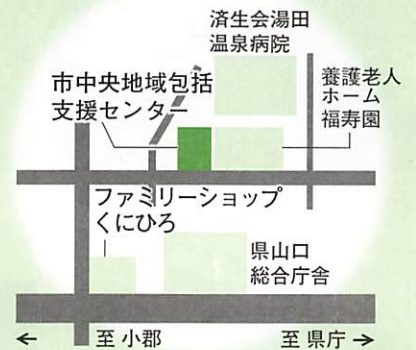 済生会湯田
温泉病院
市中央地域包括
支援センター
養護老人
ホーム
福寿園
ファミリーショップ
くにひろ
県山口
総合庁舎
← 至 小郡
至 県庁 →